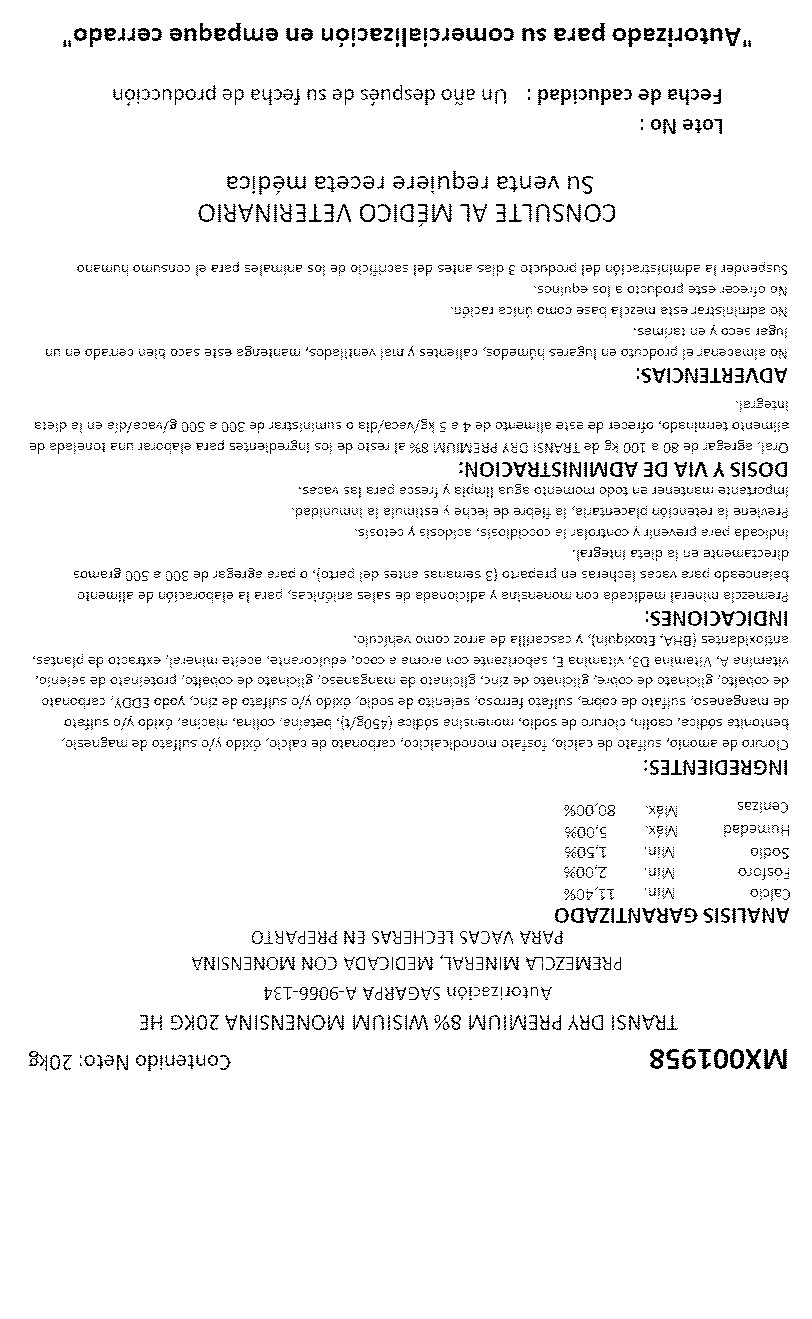 MX001958 Contenido Neto: 20kg
TRANSI DRY PREMIUM 8% WISIUM MONENSINA 20KG HE
Autorización SAGARPA A-9066-134
PREMEZCLA MINERAL, MEDICADA CON MONENSINA
PARA VACAS LECHERAS EN PREPARTO
ANALISIS GARANTIZADO
Calcio Min. 11,40%
Fósforo Min. 2,00%
Sodio Min. 1,50%
Humedad Máx. 5,00%
Cenizas Máx. 80,00%
INGREDIENTES:
Cloruro de amonio, sulfato de calcio, fosfato monodicalcico, carbonato de calcio, óxido y/o sulfato de magnesio,
bentonita sódica, caolin, cloruro de sodio, monensina sódica (450g/t), betaina, colina, niacina, óxido y/o sulfato
de manganeso, sulfato de cobre, sulfato ferroso, selenito de sodio, óxido y/o sulfato de zinc, yodo EDDY, carbonato
de cobalto, glicinato de cobre, glicinato de zinc, glicinato de manganeso, glicinato de cobalto, proteinato de selenio,
vitamina A, Vitamina D3, vitamina E, saborizante con aroma a coco, edulcorante, aceite mineral, extracto de plantas,
antioxidantes (BHA, Etoxiquin), y cascarilla de arroz como vehículo.
INDICACIONES:
Premezcla mineral medicada con monensina y adicionada de sales aniónicas, para la elaboración de alimento
balanceado para vacas lecheras en preparto (3 semanas antes del parto), o para agregar de 300 a 500 gramos
directamente en la dieta integral.
Indicada para prevenir y controlar la coccidiosis, acidosis y cetosis.
Previene la retención placentaria, la fiebre de leche y estimula la inmunidad.
Importante mantener en todo momento agua limpia y fresca para las vacas.
DOSIS Y VIA DE ADMINISTRACION:
Oral, agregar de 80 a 100 kg de TRANSI DRY PREMIUM 8% al resto de los ingredientes para elaborar una tonelada de
alimento terminado, ofrecer de este alimento de 4 a 5 kg/vaca/dia o suministrar de 300 a 500 g/vaca/día en la dieta
integral.
ADVERTENCIAS:
No almacenar el prodcuto en lugares húmedos, calientes y mal ventilados, mantenga este saco bien cerrado en un
lugar seco y en tarimas.
No administrar esta mezcla base como única ración.
No ofrecer este producto a los equinos.
Suspender la administración del producto 3 dias antes del sacrificio de los animales para el consumo humano
CONSULTE AL MÉDICO VETERINARIO
Su venta requiere receta médica
Lote No :
Fecha de caducidad : Un año después de su fecha de producción
"Autorizado para su comercialización en empaque cerrado"